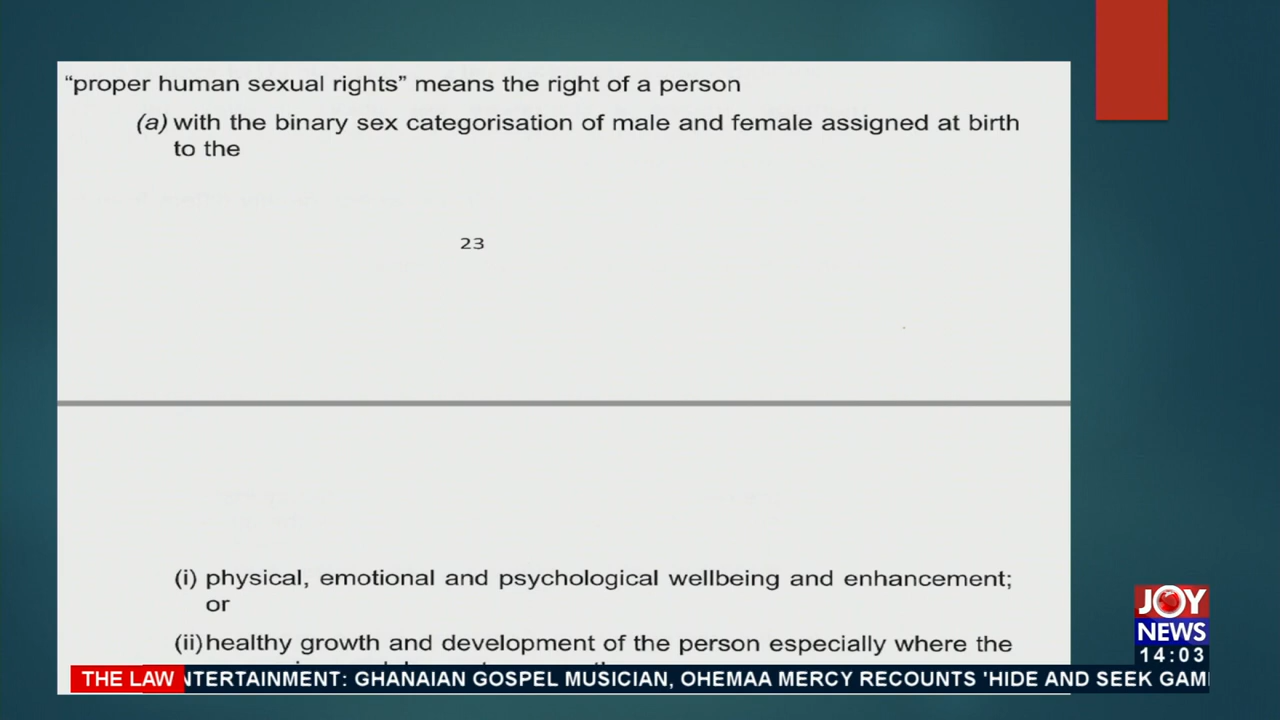 “proper human sexual rights” means the right of a person
(a) with the binary sex categorisation of male and female assigned at birth
to the
23
(i) physical, emotional and psychological wellbeing and enhancement;
or
(ii) healthy growth and development of the person especially where the
JOY
NEWS
14:03
THE LAW
NTERTAINMENT: GHANAIAN GOSPEL MUSICIAN, OHEMAA MERCY RECOUNTS 'HIDE AND SEEK GAM